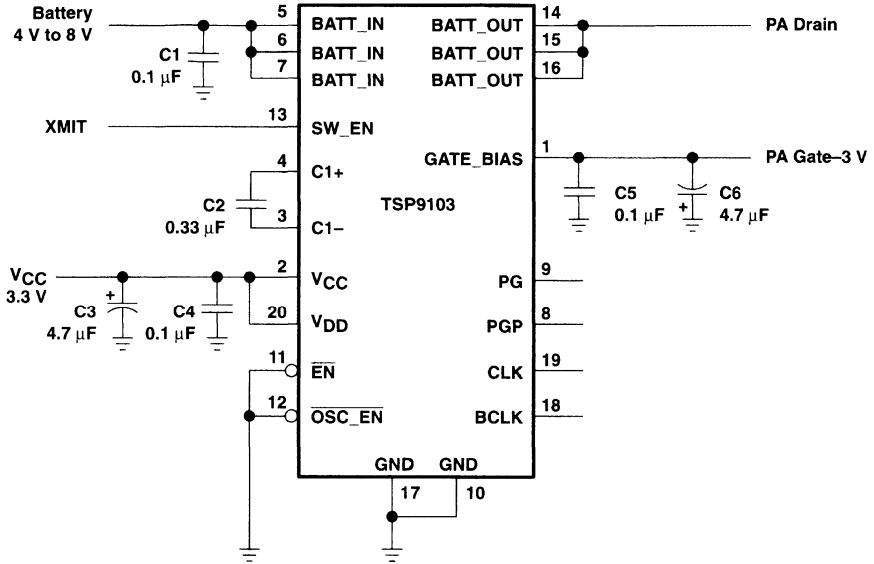 Battery
4 V to 8 V
C1
0.1 µF
5
BATT_IN
6
BATT_IN
7
BATT_IN
XMIT
13
SW_EN
4
C1+
C2
0.33 µF
3
C1–
VCC
3.3 V
2
VCC
+
C3
4.7 µF
C4
0.1 µF
20
VDD
11
EN
12
OSC_EN
TSP9103
BATT_OUT
14
PA Drain
BATT_OUT
15
BATT_OUT
16
GATE_BIAS
1
PA Gate–3 V
C5
0.1 µF
+
C6
4.7 µF
PG
9
PGP
8
CLK
19
BCLK
18
GND
GND
17
10